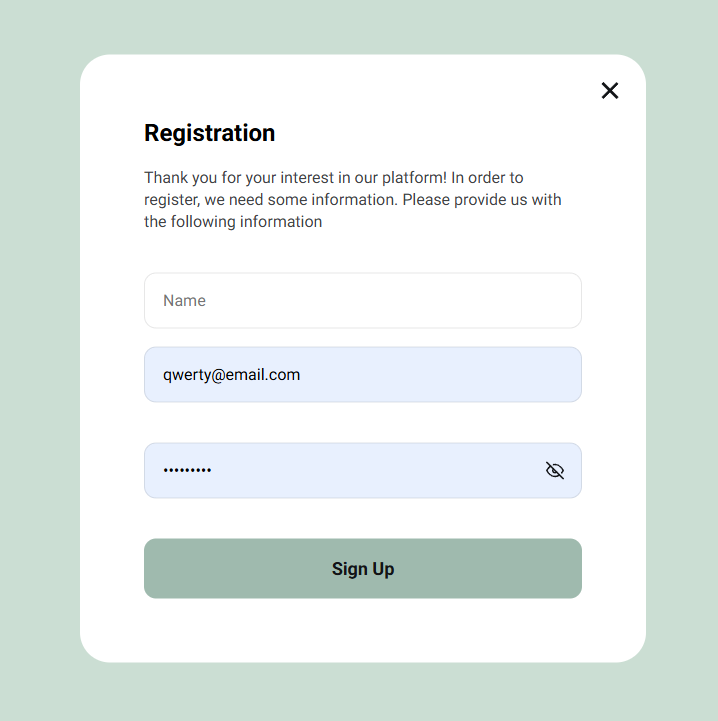 Registration
Thank you for your interest in our platform! In order to
register, we need some information. Please provide us with
the following information
Name
qwerty@email.com
•••••••••
Sign Up